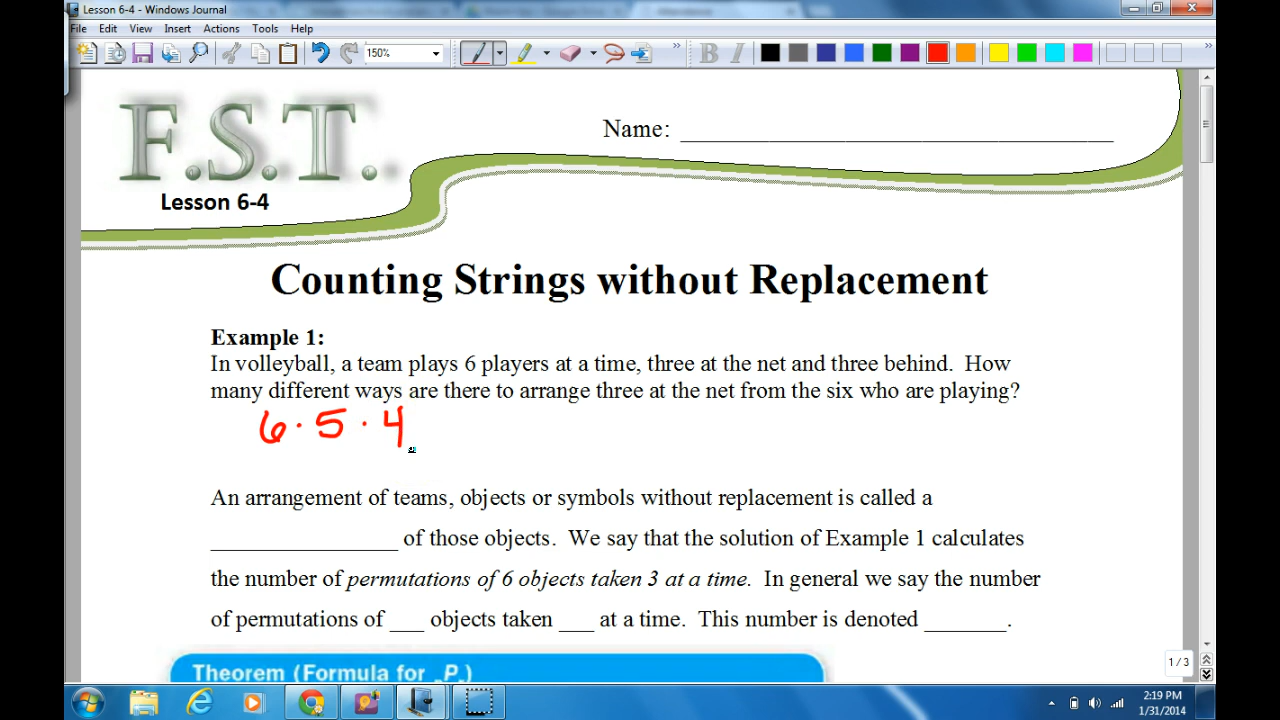 Lesson 6-4 - Windows Journal
File Edit View Insert Actions Tools Help
150% B I
F.S.T.
Name: ______________________________
Lesson 6-4
Counting Strings without Replacement
Example 1:
In volleyball, a team plays 6 players at a time, three at the net and three behind. How
many different ways are there to arrange three at the net from the six who are playing?
6 · 5 · 4
An arrangement of teams, objects or symbols without replacement is called a
________________ of those objects. We say that the solution of Example 1 calculates
the number of permutations of 6 objects taken 3 at a time. In general we say the number
of permutations of ___ objects taken ___ at a time. This number is denoted _______.
1 / 3
Theorem (Formula for P )
2:19 PM
1/31/2014